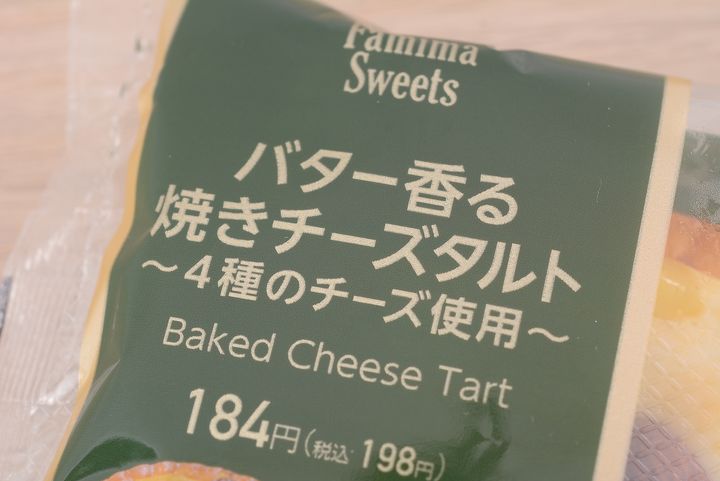 Famima
Sweets
バター香る
焼きチーズタルト
～4種のチーズ使用～
Baked Cheese Tart
184円(税込 198円)